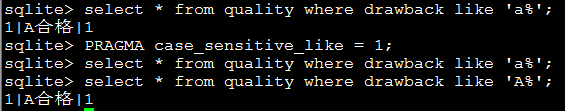 sqlite> select * from quality where drawback like 'a%';
1|A合格|1
sqlite> PRAGMA case_sensitive_like = 1;
sqlite> select * from quality where drawback like 'a%';
sqlite> select * from quality where drawback like 'A%';
1|A合格|1